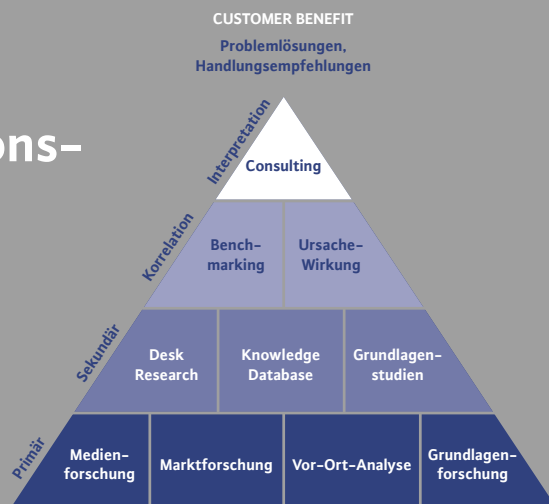 CUSTOMER BENEFIT
Problemlösungen,
Handlungsempfehlungen
ons-
Interpretation
Consulting
Korrelation
Bench-
marking
Ursache-
Wirkung
Sekundär
Desk
Research
Knowledge
Database
Grundlagen-
studien
Primär
Medien-
forschung
Marktforschung
Vor-Ort-Analyse
Grundlagen-
forschung